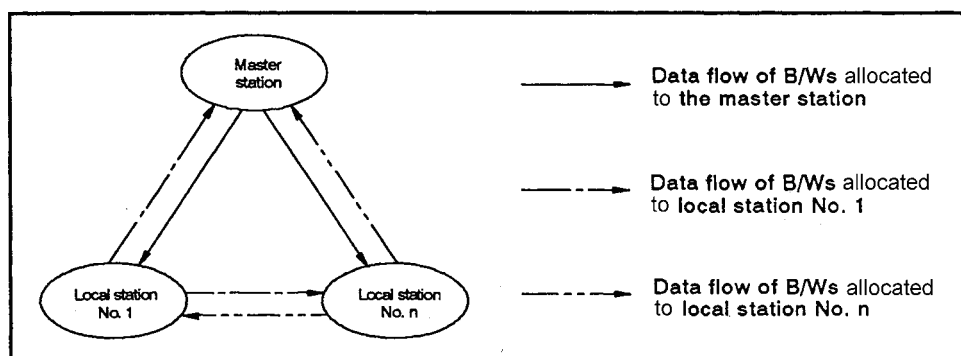 Master
station
Local station
No. 1
Local station
No. n
Data flow of B/Ws allocated
to the master station
Data flow of B/Ws allocated
to local station No. 1
Data flow of B/Ws allocated
to local station No. n